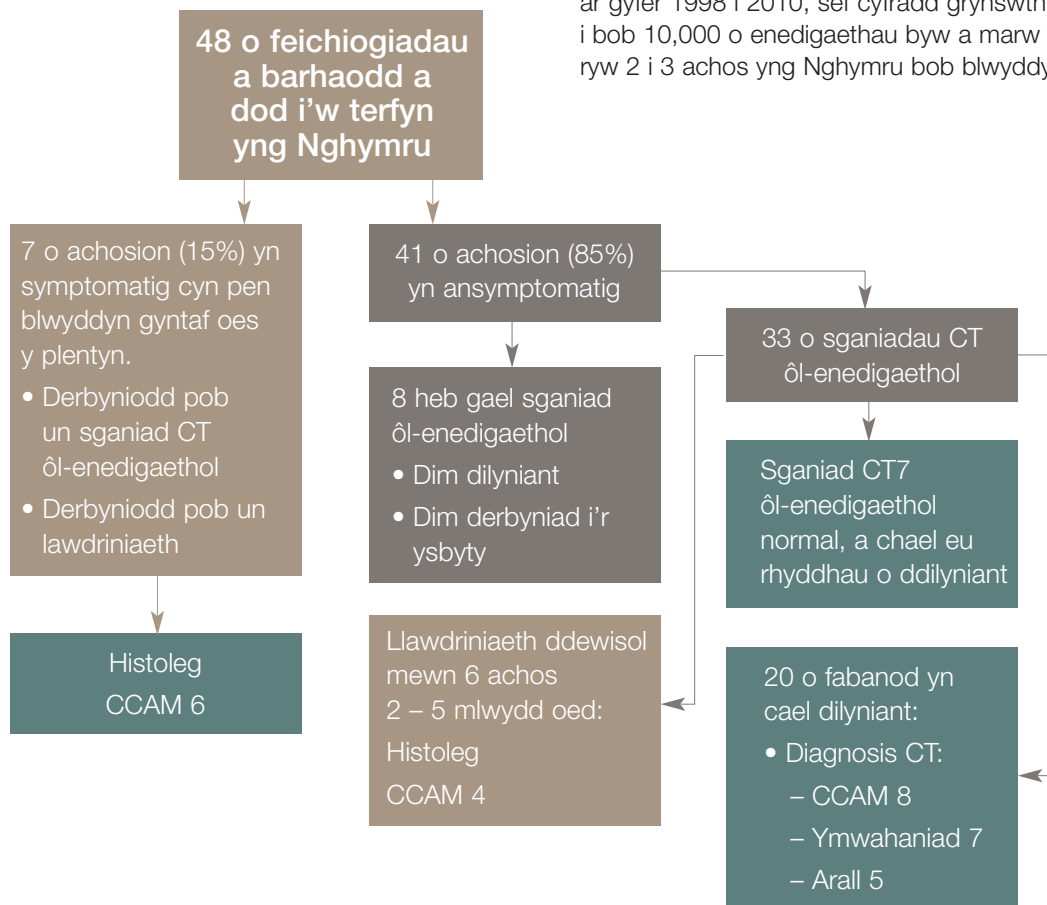 ar gyfer 1998 i 2010, sef cyfradd grynswth
i bob 10,000 o enedigaethau byw a marw
ryw 2 i 3 achos yng Nghymru bob
48 o feichiogiadau
a barhaodd a
dod i'w terfyn
yng Nghymru
7 o achosion (15%) yn
symptomatig cyn pen
blwyddyn gyntaf oes
y plentyn.
• Derbyniodd pob
un sganiad CT
ôl-enedigaethol
• Derbyniodd pob un
lawdriniaeth
Histoleg
CCAM 6
41 o achosion (85%)
yn ansymptomatig
8 heb gael sganiad
ôl-enedigaethol
• Dim dilyniant
• Dim derbyniad i'r
ysbyty
33 o sganiadau CT
ôl-enedigaethol
Sganiad CT7
ôl-enedigaethol
normal, a chael eu
rhyddhau o ddilyniant
Llawdriniaeth ddewisol
mewn 6 achos
2 – 5 mlwydd oed:
Histoleg
CCAM 4
20 o fabanod yn
cael dilyniant:
• Diagnosis CT:
– CCAM 8
– Ymwahaniad 7
– Arall 5